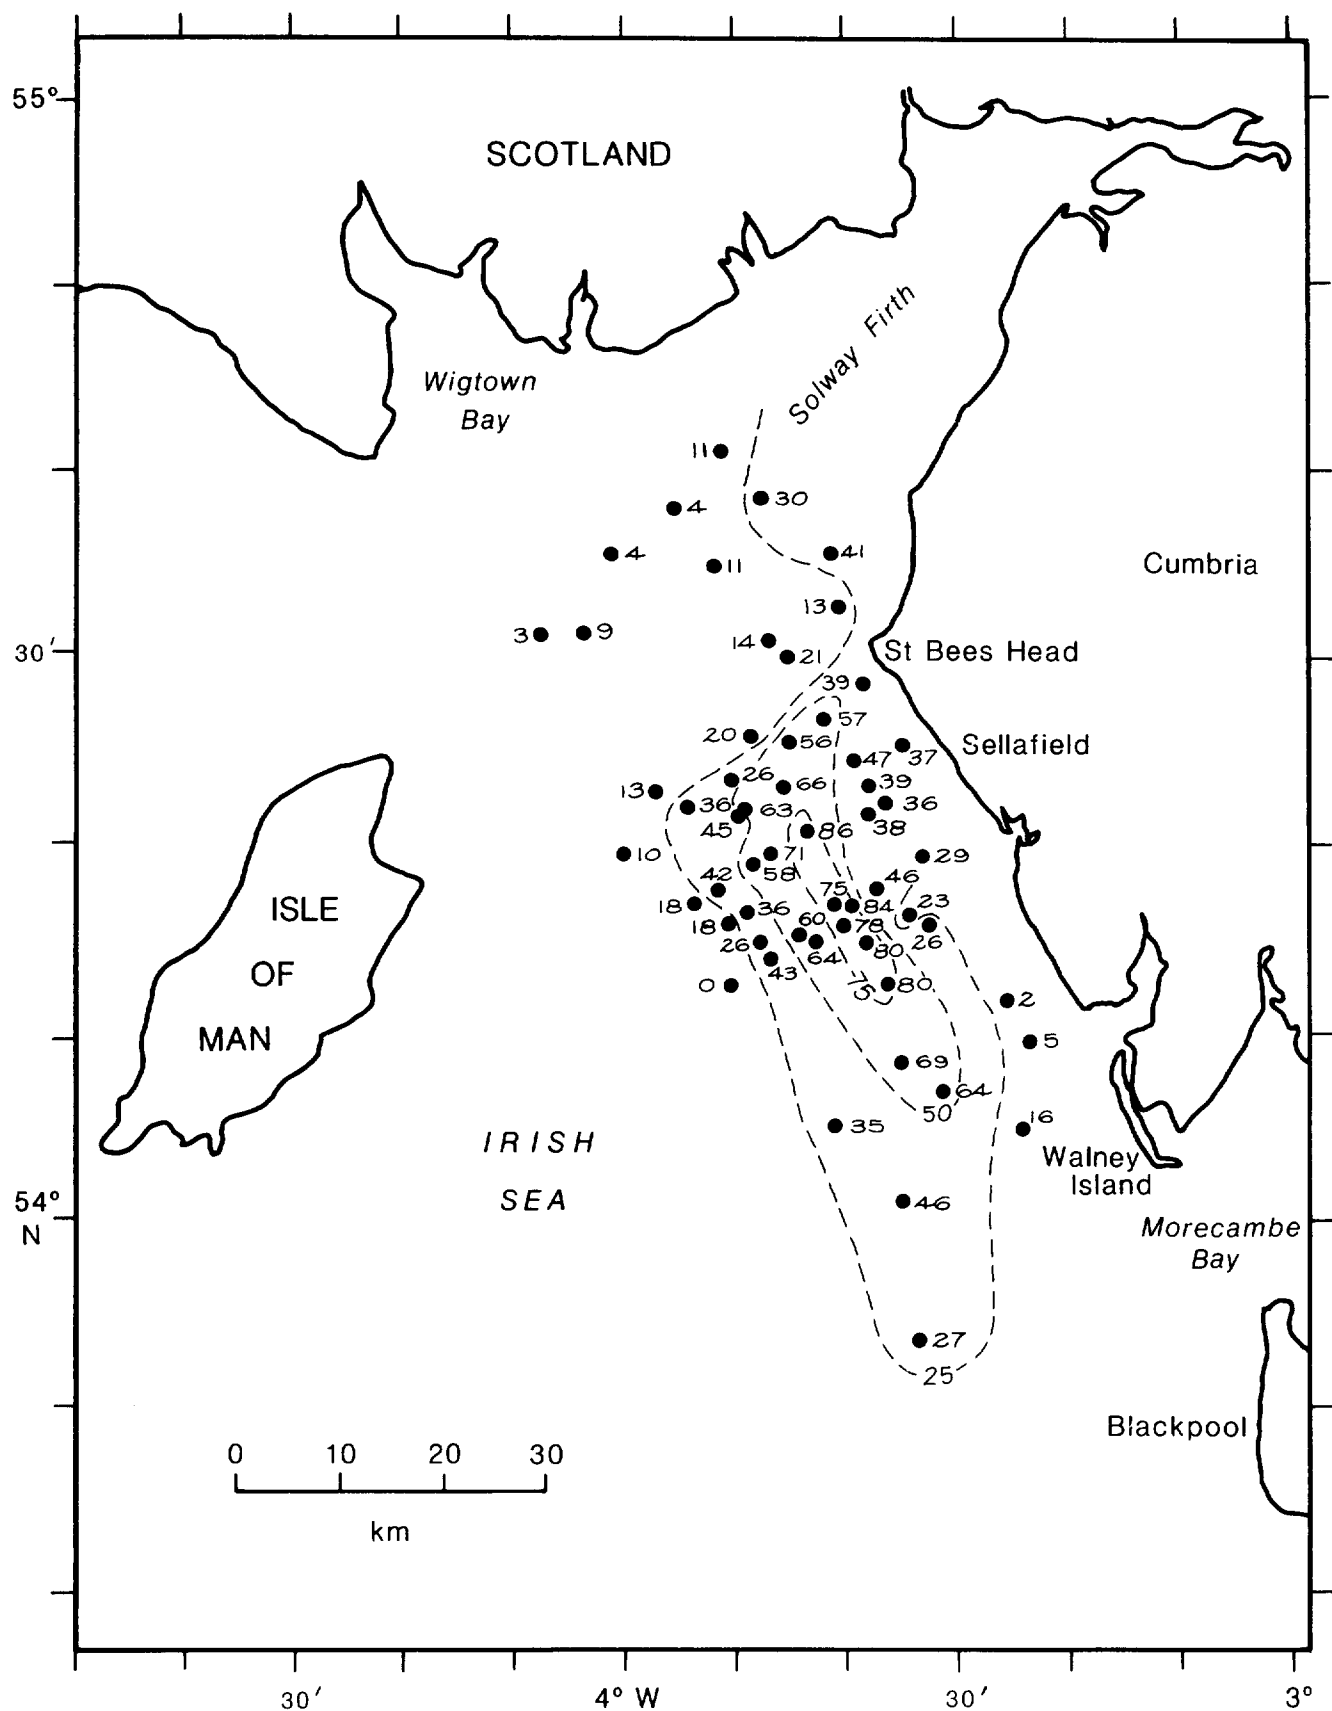 55°
SCOTLAND
Solway Firth
Wigtown
Bay
11
30
4
4
41
11
Cumbria
13
3
9
14
30′
21
St Bees Head
39
57
20
56
Sellafield
47
37
26
66
39
13
36
63
36
45
86
38
10
71
29
58
42
46
75
18
36
84
23
ISLE
18
60
78
26
26
64
80
43
OF
0
75
80
2
MAN
5
69
64
50
16
35
IRISH
Walney
Island
SEA
46
54°
N
Morecambe
Bay
27
25
Blackpool
0 10 20 30
km
30′ 4° W 30′ 3°